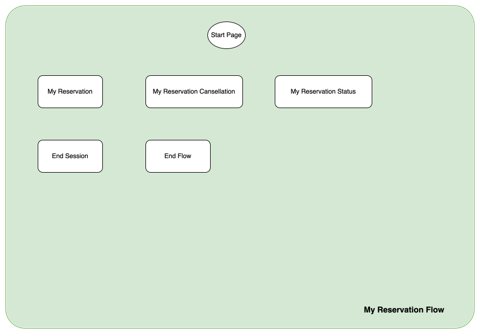 Start Page
My Reservation
My Reservation Cansellation
My Reservation Status
End Session
End Flow
My Reservation Flow